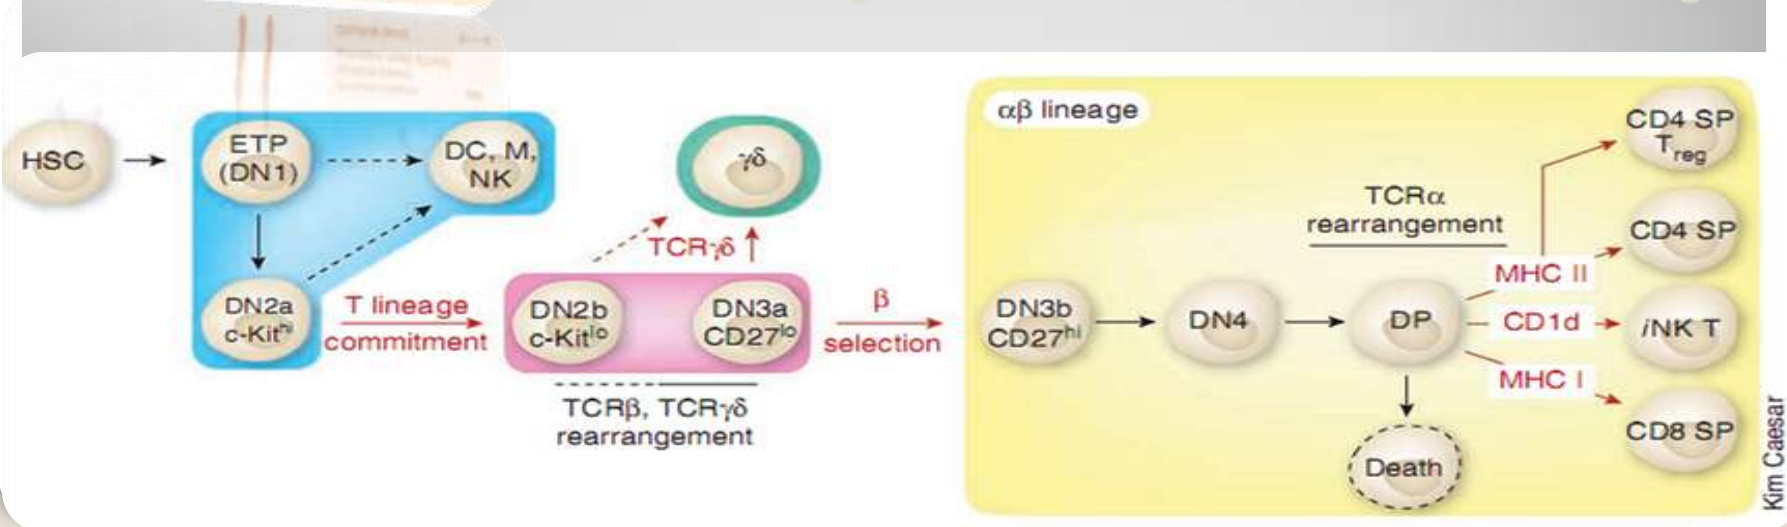 HSC
ETP
(DN1)
DC, M,
NK
DN2a
c-Kithi
T lineage
commitment
γδ
TCRγδ
DN2b
c-Kitlo
DN3a
CD27lo
TCRβ, TCRγδ
rearrangement
β
selection
αβ lineage
DN3b
CD27hi
DN4
DP
Death
TCRα
rearrangement
MHC II
CD1d
MHC I
CD4 SP
Treg
CD4 SP
iNK T
CD8 SP
Kim Caesar